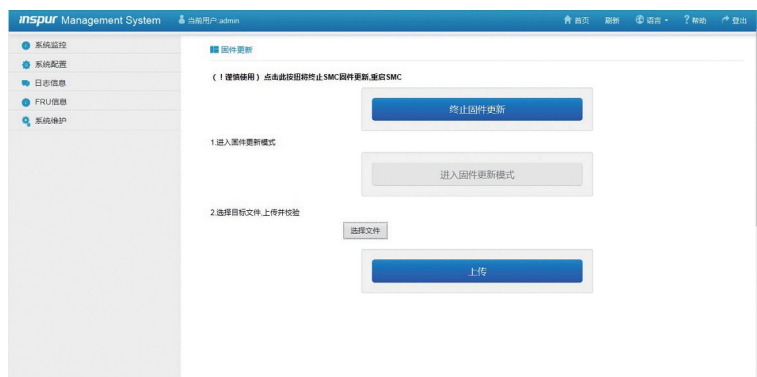 inspur Management System 当前用户:admin 首页 刷新 语言 ? 帮助 登出
系统监控
系统配置
日志信息
FRU信息
系统维护
固件更新
（！谨慎使用）点击此按钮将终止SMC固件更新,重启SMC
终止固件更新
1.进入固件更新模式
进入固件更新模式
2.选择目标文件,上传并校验
选择文件
上传